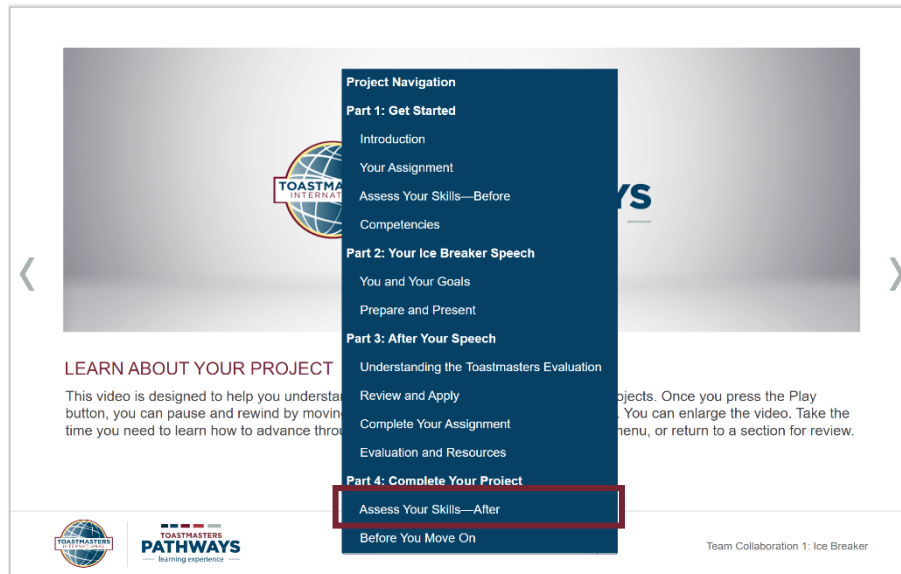 Project Navigation
Part 1: Get Started
Introduction
Your Assignment
Assess Your Skills—Before
Competencies
Part 2: Your Ice Breaker Speech
You and Your Goals
Prepare and Present
Part 3: After Your Speech
Understanding the Toastmasters Evaluation
Review and Apply
Complete Your Assignment
Evaluation and Resources
Part 4: Complete Your Project
Assess Your Skills—After
Before You Move On
TOASTMA
INTERNAT
YS
LEARN ABOUT YOUR PROJECT
This video is designed to help you understa ojects. Once you press the Play
button, you can pause and rewind by moving . You can enlarge the video. Take the
time you need to learn how to advance throu enu, or return to a section for review.
TOASTMASTERS
INTERNATIONAL
TOASTMASTERS
PATHWAYS
learning experience
Team Collaboration 1: Ice Breaker